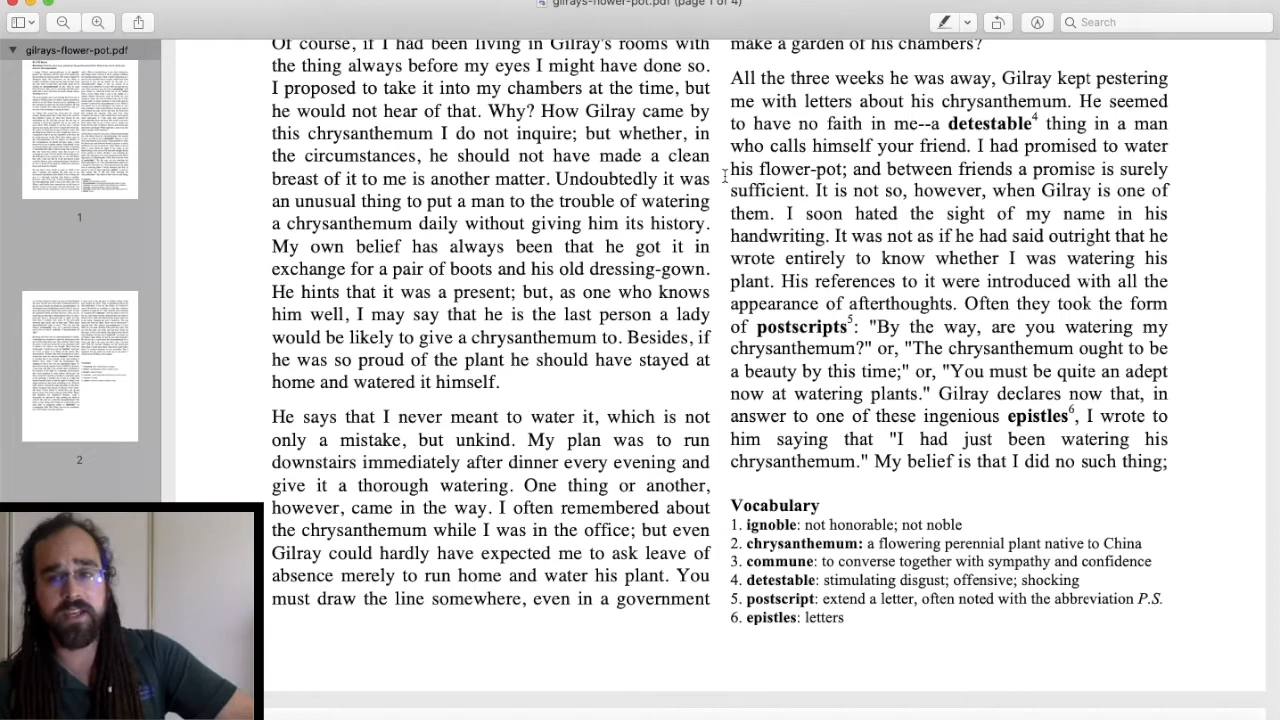 gilrays-flower-pot.pdf (page 1 of 4)
Search
gilrays-flower-pot.pdf
1
2
Of course, if I had been living in Gilray's rooms with
the thing always before my eyes I might have done so.
I proposed to take it into my chambers at the time, but
he would not hear of that. How Gilray came by
his chrysanthemum I do not inquire; but whether, in
the circumstances, he should not have made a clean
breast of it to me is another matter. Undoubtedly it was
an unusual thing to put a man to the trouble of watering
a chrysanthemum daily without giving him its history.
My own belief has always been that he got it in
exchange for a pair of boots and his old dressing-gown.
He hints that it was a present; but, as one who knows
him well, I may say that he is the last person a lady
would be likely to give a chrysanthemum to. Besides, if
he was so proud of the plant he should have stayed at
home and watered it himself.
He says that I never meant to water it, which is not
only a mistake, but unkind. My plan was to run
downstairs immediately after dinner every evening and
give it a thorough watering. One thing or another,
however, came in the way. I often remembered about
the chrysanthemum while I was in the office; but even
Gilray could hardly have expected me to ask leave of
absence merely to run home and water his plant. You
must draw the line somewhere, even in a government
make a garden of his chambers?
All the three weeks he was away, Gilray kept pestering
me with letters about his chrysanthemum. He seemed
faith in me—a detestable4 thing in a man
who calls himself your friend. I had promised to water
his flower-pot; and between friends a promise is surely
sufficient. It is not so, however, when Gilray is one of
them. I soon hated the sight of my name in his
handwriting. It was not as if he had said outright that he
wrote entirely to know whether I was watering his
plant. His references to it were introduced with all the
appearance of afterthoughts. Often they took the form
of postscripts5: "By the way, are you watering my
chrysanthemum?" or, "The chrysanthemum ought to be
a beauty by this time;" or, "You must be quite an adept
now at watering plants." Gilray declares now that, in
answer to one of these ingenious epistles6, I wrote to
him saying that "I had just been watering his
chrysanthemum." My belief is that I did no such thing;
Vocabulary
1. ignoble: not honorable; not noble
2. chrysanthemum: a flowering perennial plant native to China
3. commune: to converse together with sympathy and confidence
4. detestable: stimulating disgust; offensive; shocking
5. postscript: extend a letter, often noted with the abbreviation P.S.
6. epistles: letters